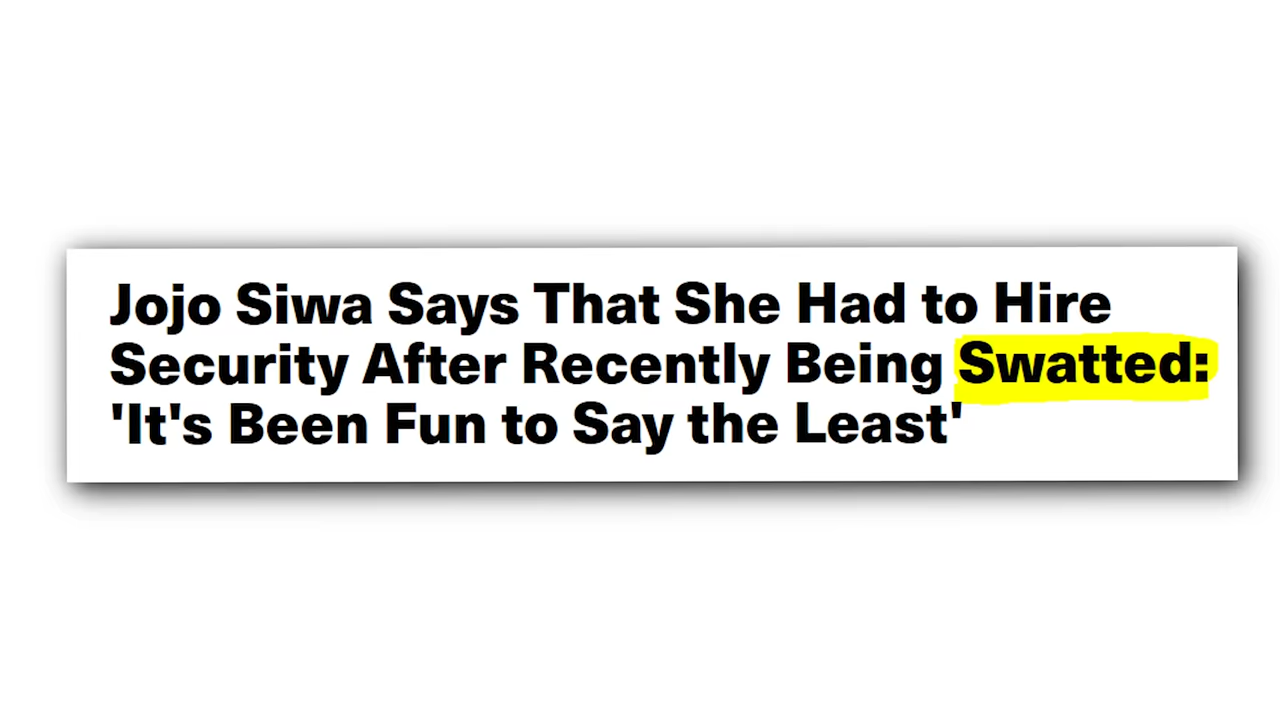 Jojo Siwa Says That She Had to Hire
Security After Recently Being Swatted:
'It's Been Fun to Say the Least'